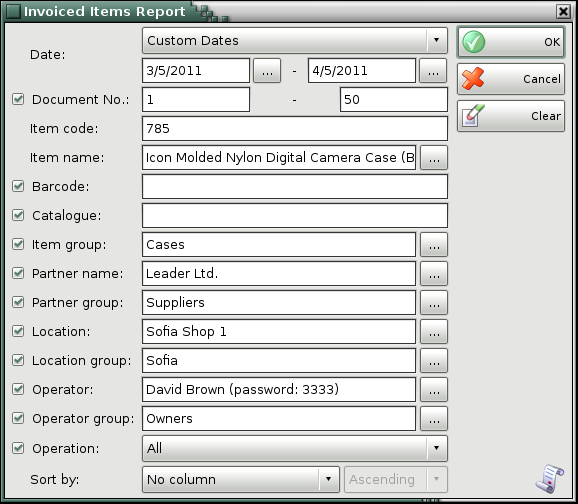 Invoiced Items Report
Date:
Custom Dates
3/5/2011 ... - 4/5/2011 ...
Document No.: 1 - 50
Item code: 785
Item name: Icon Molded Nylon Digital Camera Case (B ...
Barcode:
Catalogue:
Item group: Cases ...
Partner name: Leader Ltd. ...
Partner group: Suppliers ...
Location: Sofia Shop 1 ...
Location group: Sofia ...
Operator: David Brown (password: 3333) ...
Operator group: Owners ...
Operation: All
Sort by: No column Ascending
OK
Cancel
Clear